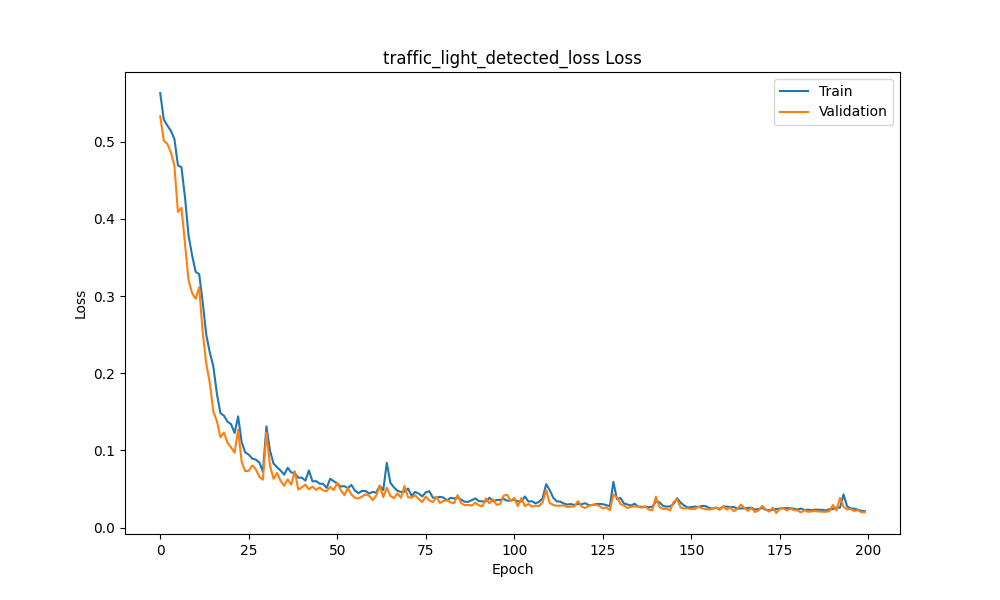 traffic_light_detected_loss Loss
Train
Validation
0.5
0.4
0.3
0.2
0.1
0.0
Loss
0 25 50 75 100 125 150 175 200
Epoch